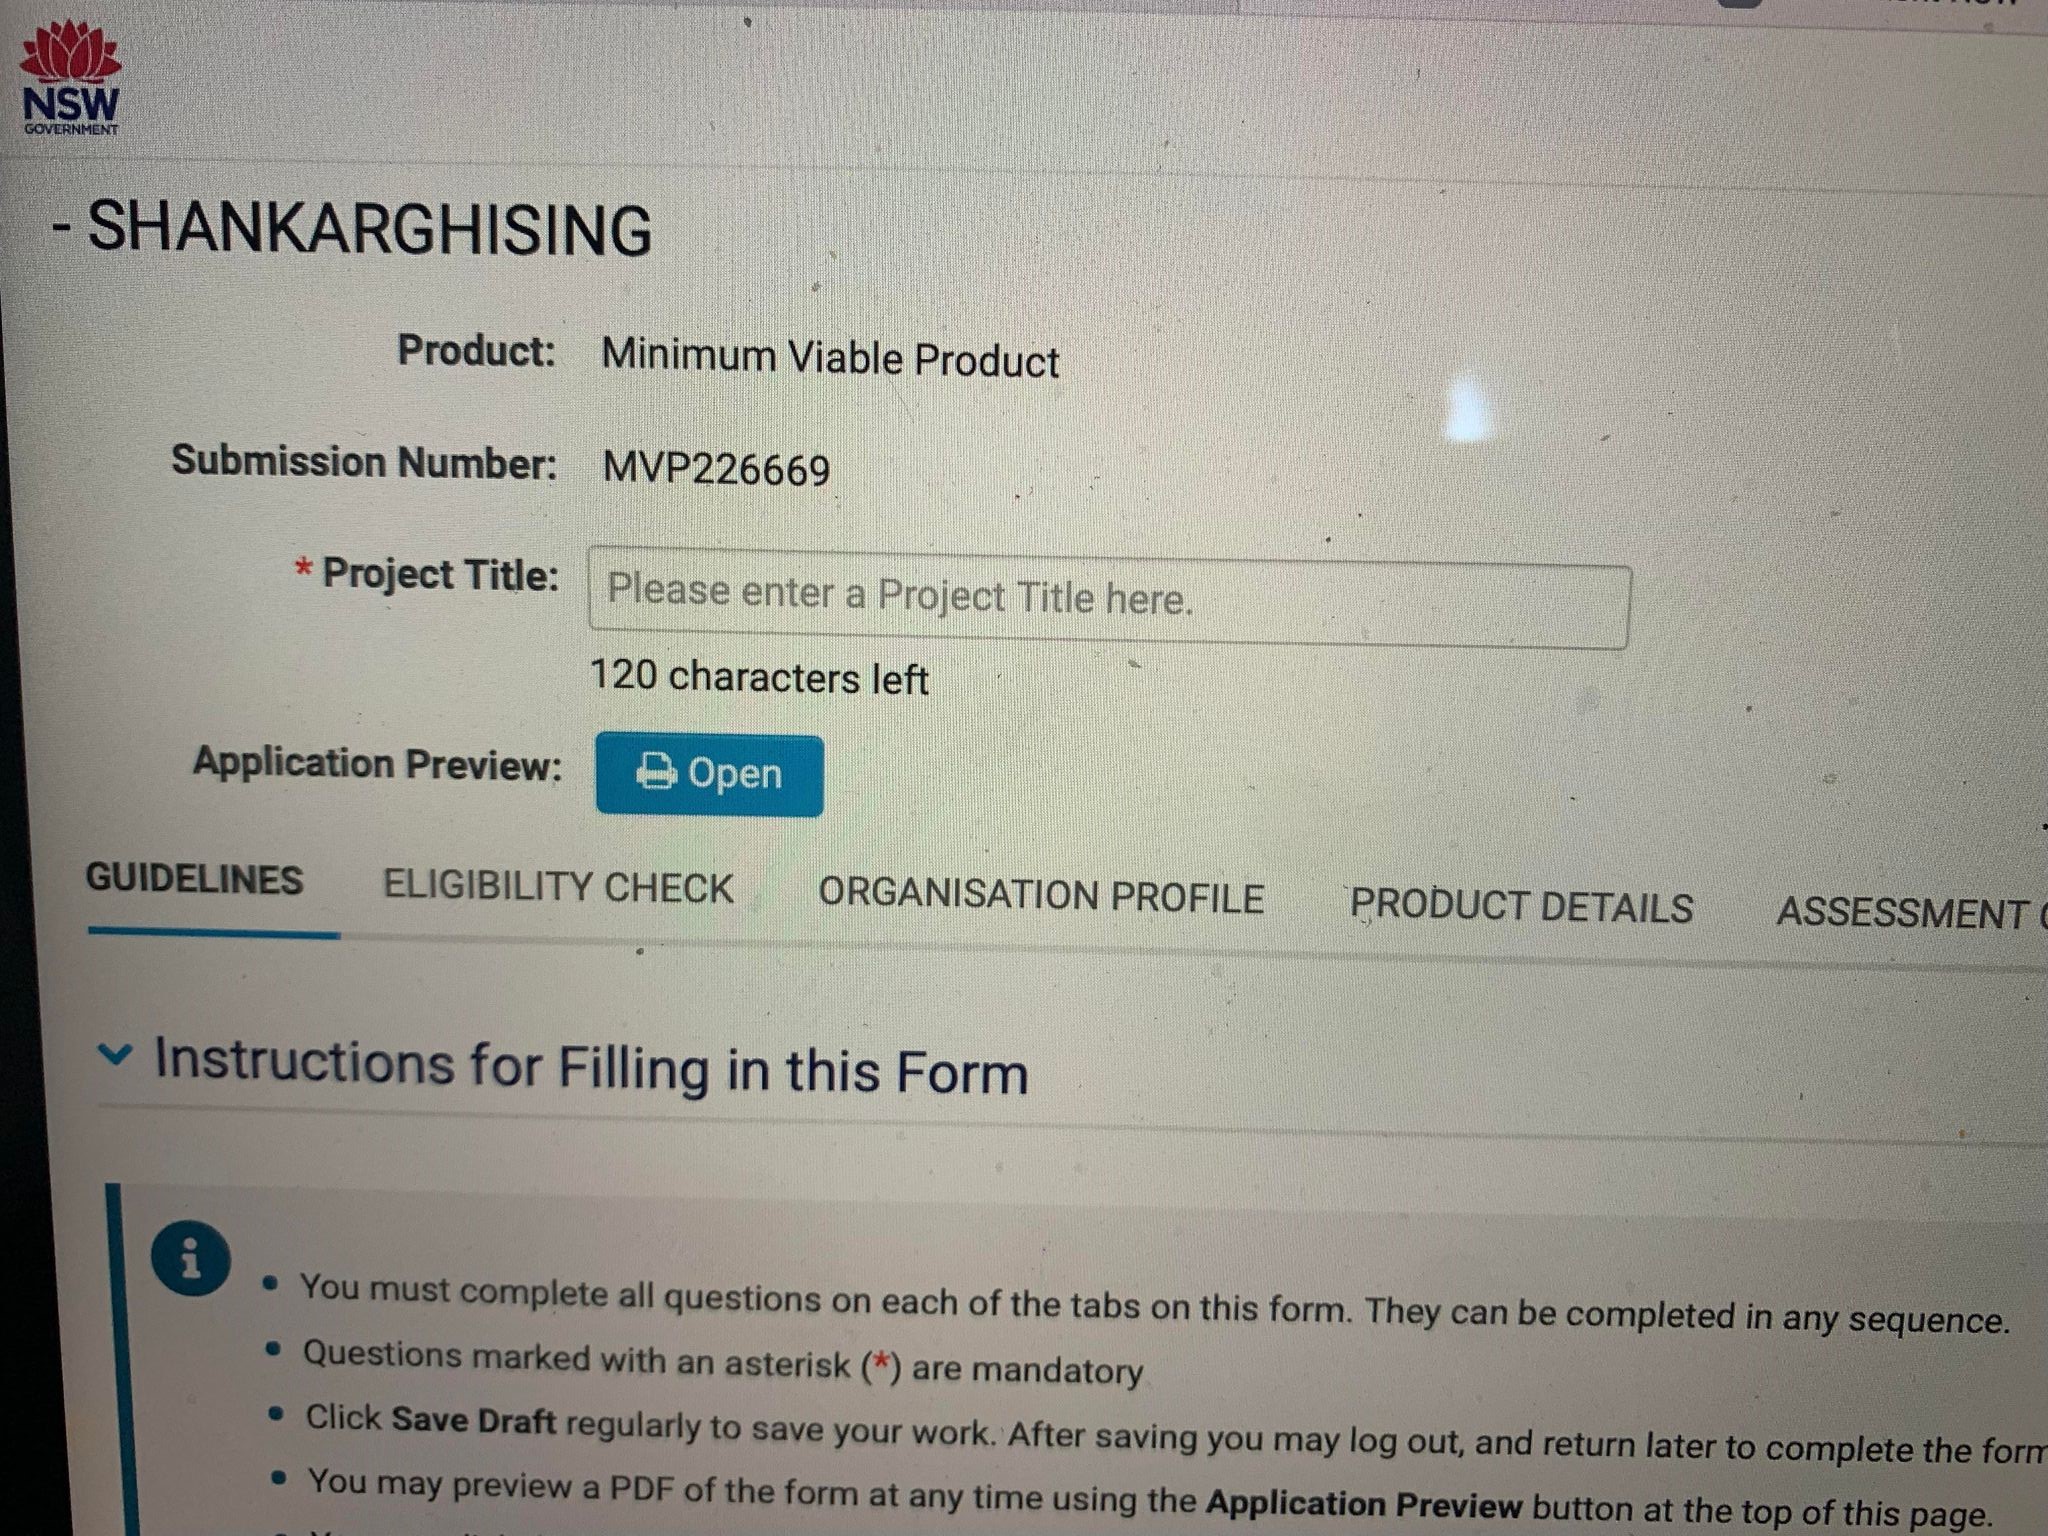 NSW
GOVERNMENT
- SHANKARGHISING
Product: Minimum Viable Product
Submission Number: MVP226669
* Project Title: Please enter a Project Title here.
120 characters left
Application Preview: Open
GUIDELINES ELIGIBILITY CHECK ORGANISATION PROFILE PRODUCT DETAILS ASSESSMENT
Instructions for Filling in this Form
• You must complete all questions on each of the tabs on this form. They can be completed in any sequence.
• Questions marked with an asterisk (*) are mandatory
• Click Save Draft regularly to save your work. After saving you may log out, and return later to complete the form
• You may preview a PDF of the form at any time using the Application Preview button at the top of this page.